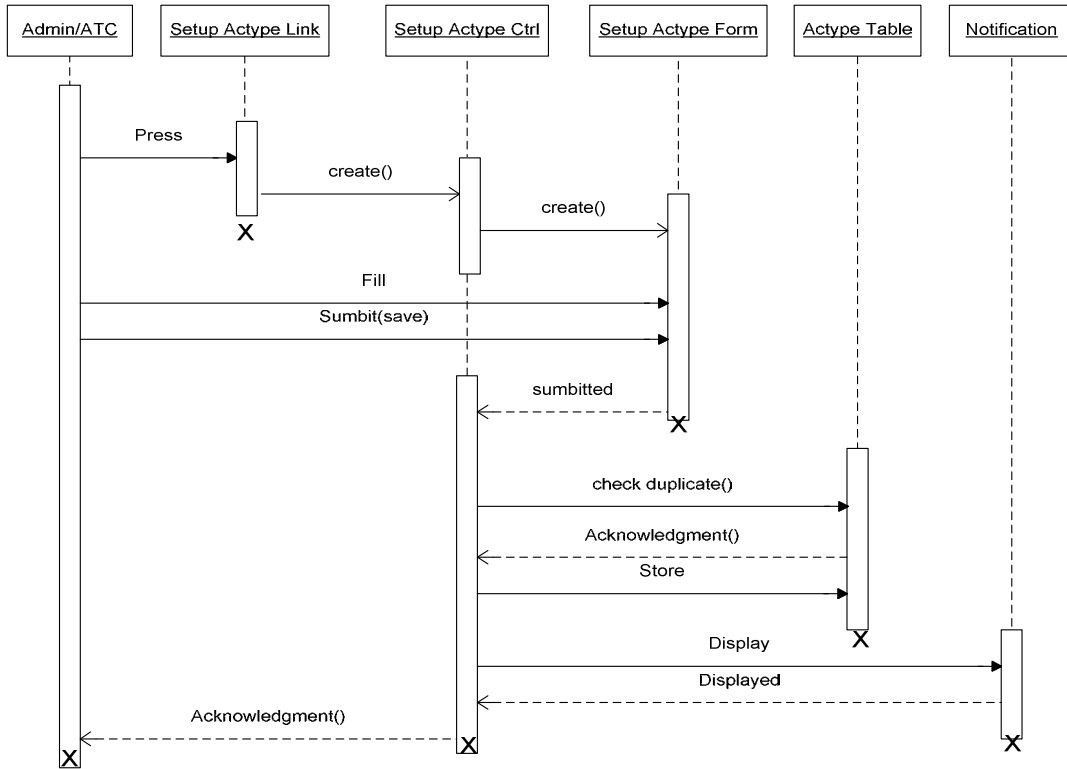 Admin/ATC
Setup Actype Link
Setup Actype Ctrl
Setup Actype Form
Actype Table
Notification
Press
create()
create()
Fill
Sumbit(save)
sumbitted
check duplicate()
Acknowledgment()
Store
Display
Displayed
Acknowledgment()